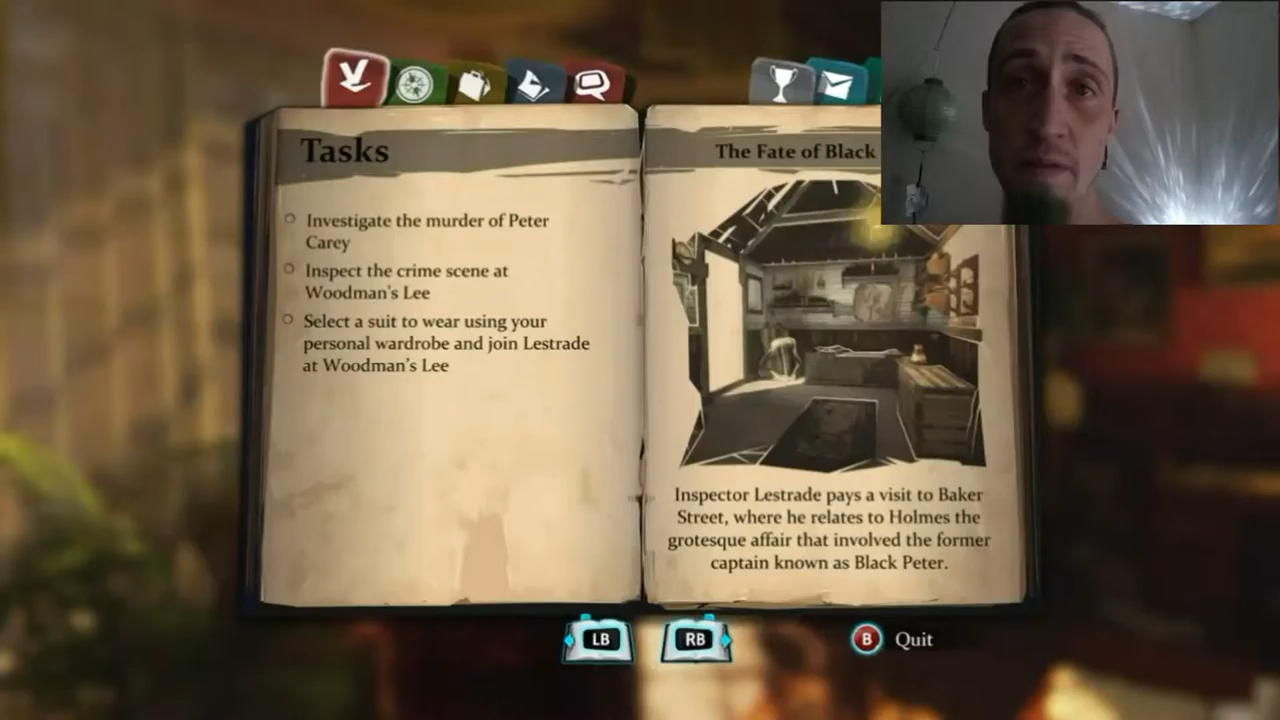 Tasks
Investigate the murder of Peter
Carey
Inspect the crime scene at
Woodman's Lee
Select a suit to wear using your
personal wardrobe and join Lestrade
at Woodman's Lee
The Fate of Black
Inspector Lestrade pays a visit to Baker
Street, where he relates to Holmes the
grotesque affair that involved the former
captain known as Black Peter.
LB
RB
B Quit